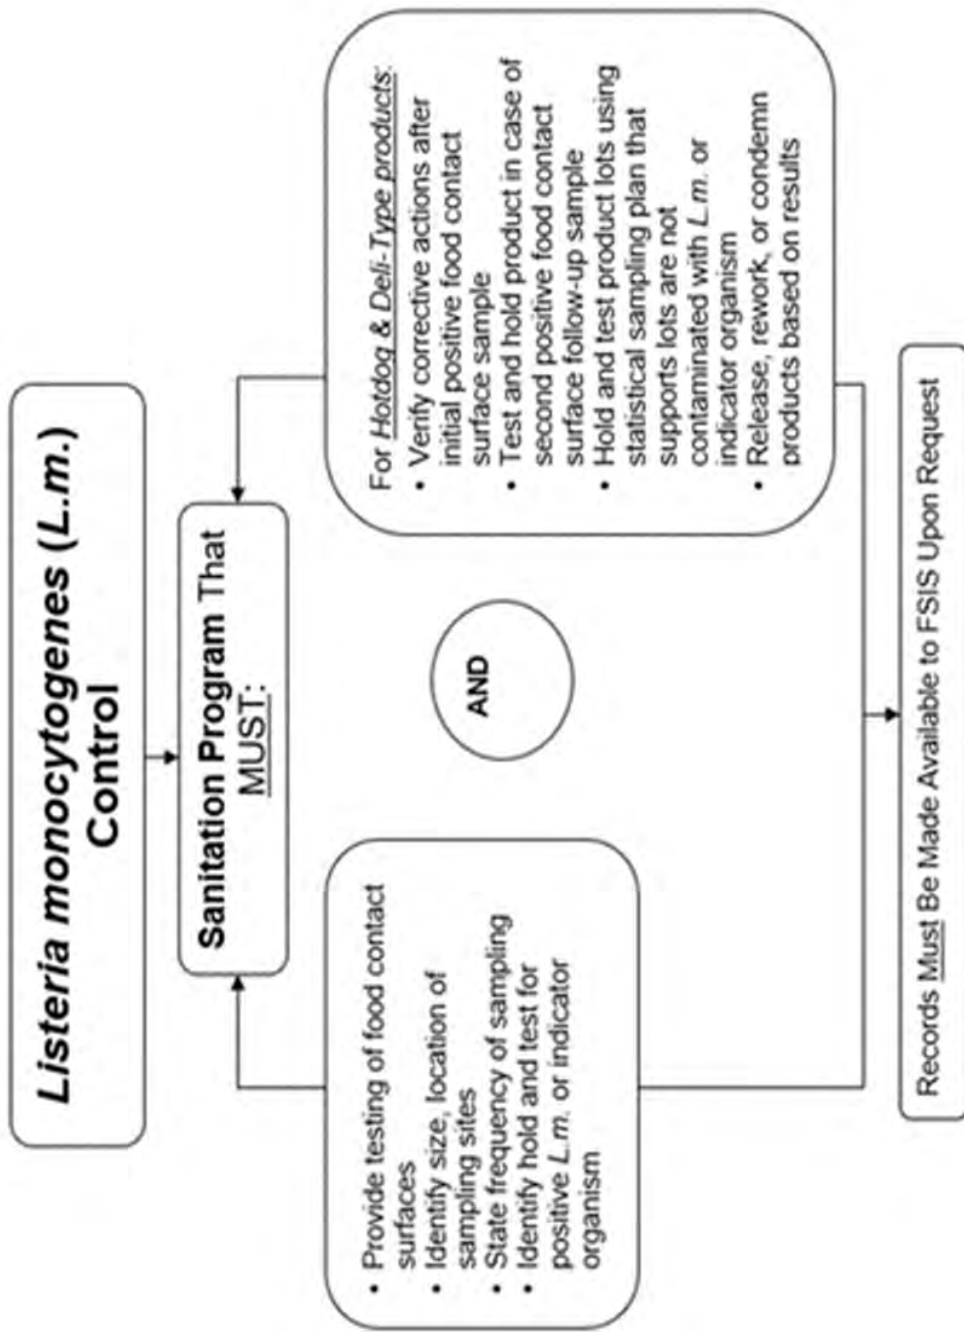 Listeria monocytogenes (L.m.)
Control
Sanitation Program That
MUST:
• Provide testing of food contact
surfaces
• Identify size, location of
sampling sites
• State frequency of sampling
• Identify hold and test for
positive L.m. or indicator
organism
AND
For Hotdog & Deli-Type products:
• Verify corrective actions after
initial positive food contact
surface sample
• Test and hold product in case of
second positive food contact
surface follow-up sample
• Hold and test product lots using
statistical sampling plan that
supports lots are not
contaminated with L.m. or
indicator organism
• Release, rework, or condemn
products based on results
Records Must Be Made Available to FSIS Upon Request